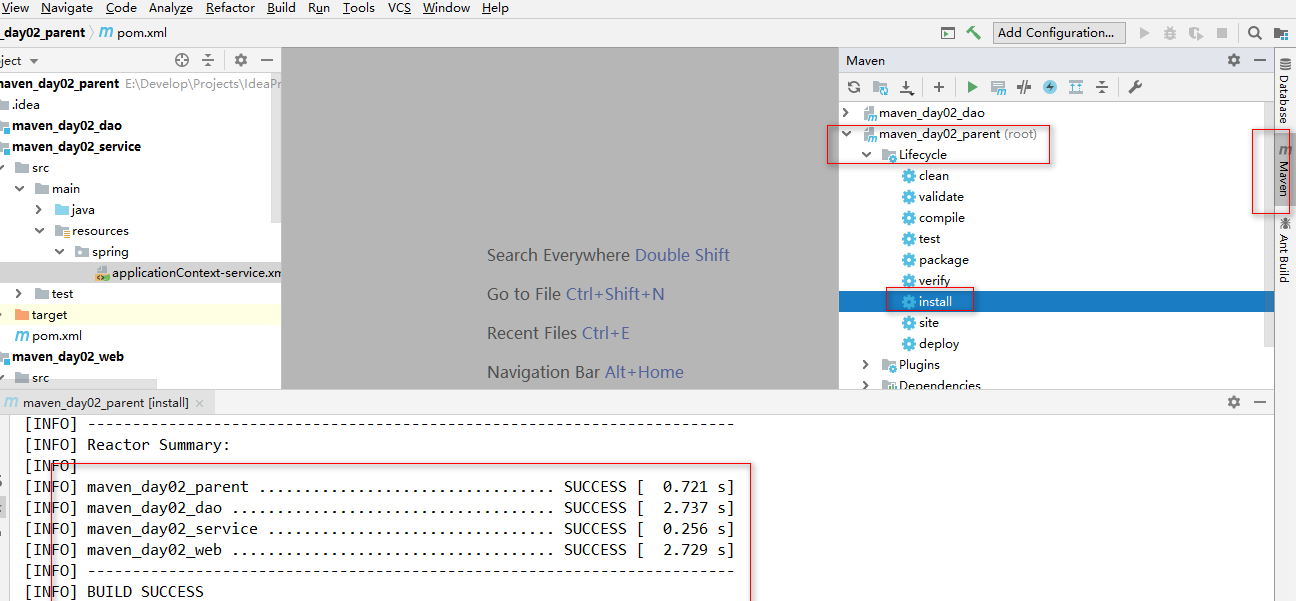 View Navigate Code Analyze Refactor Build Run Tools VCS Window Help
_day02_parent pom.xml
Add Configuration...
ject
maven_day02_parent E:\Develop\Projects\IdeaPr
.idea
maven_day02_dao
maven_day02_service
src
main
java
resources
spring
applicationContext-service.xm
test
target
pom.xml
maven_day02_web
src
Search Everywhere Double Shift
Go to File Ctrl+Shift+N
Recent Files Ctrl+E
Navigation Bar Alt+Home
Maven
maven_day02_dao
maven_day02_parent (root)
Lifecycle
clean
validate
compile
test
package
verify
install
site
deploy
Plugins
Dependencies
Database
Maven
Ant Build
maven_day02_parent [install]
[INFO] ------------------------------------------------------------------------
[INFO] Reactor Summary:
[INFO]
[INFO] maven_day02_parent ................................. SUCCESS [  0.721 s]
[INFO] maven_day02_dao .................................... SUCCESS [  2.737 s]
[INFO] maven_day02_service ................................ SUCCESS [  0.256 s]
[INFO] maven_day02_web .................................... SUCCESS [  2.729 s]
[INFO] ------------------------------------------------------------------------
[INFO] BUILD SUCCESS